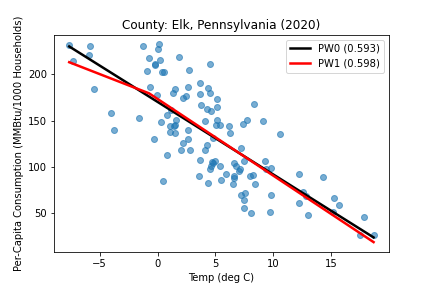 County: Elk, Pennsylvania (2020)
PW0 (0.593)
PW1 (0.598)
Per-Capita Consumption (MMBtu/1000 Households)
200
150
100
50
−5
0
5
10
15
Temp (deg C)